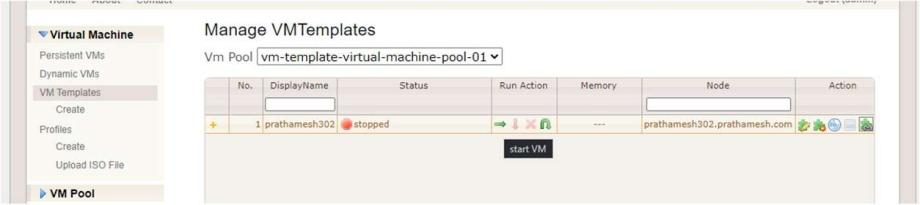 Home About Contact
Logout (admin)
Virtual Machine
Persistent VMs
Dynamic VMs
VM Templates
Create
Profiles
Create
Upload ISO File
VM Pool
Manage VMTemplates
Vm Pool vm-template-virtual-machine-pool-01
No. DisplayName Status Run Action Memory Node Action
1 prathamesh302 stopped --- prathamesh302.prathamesh.com
start VM